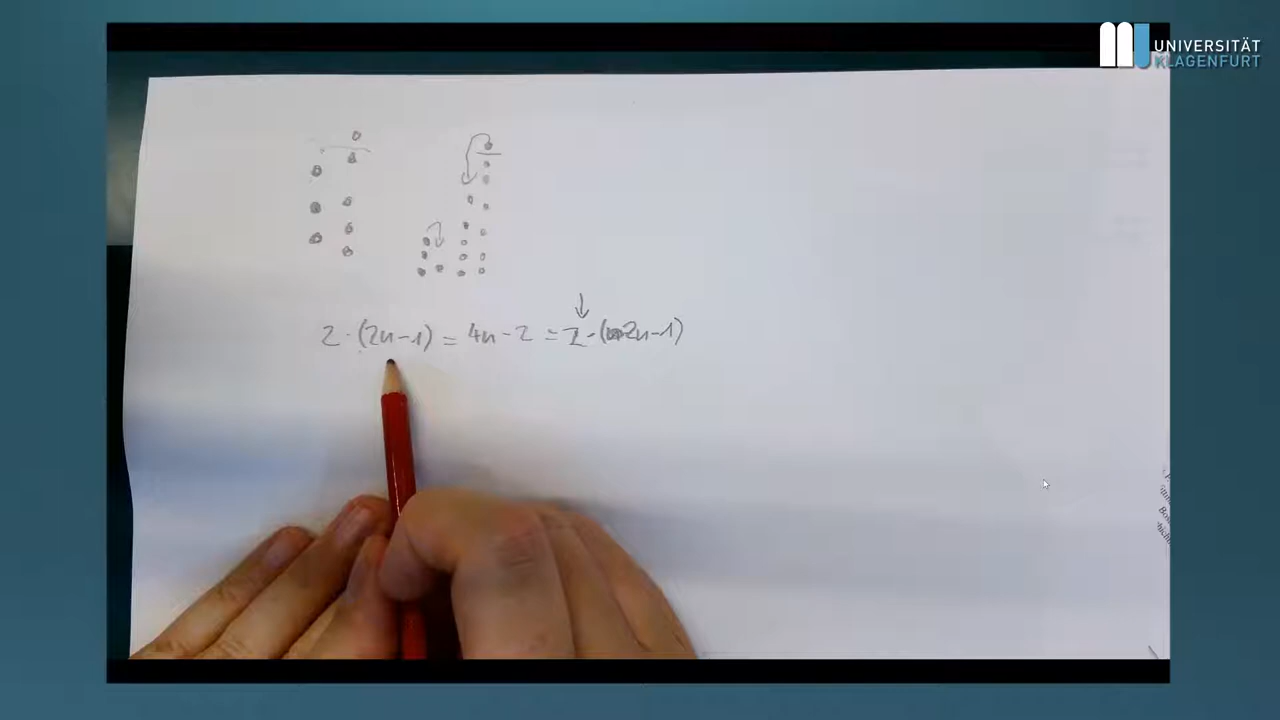 UNIVERSITÄT
KLAGENFURT
2 · (2n-1) = 4n - 2 = 2 · (2n-1)